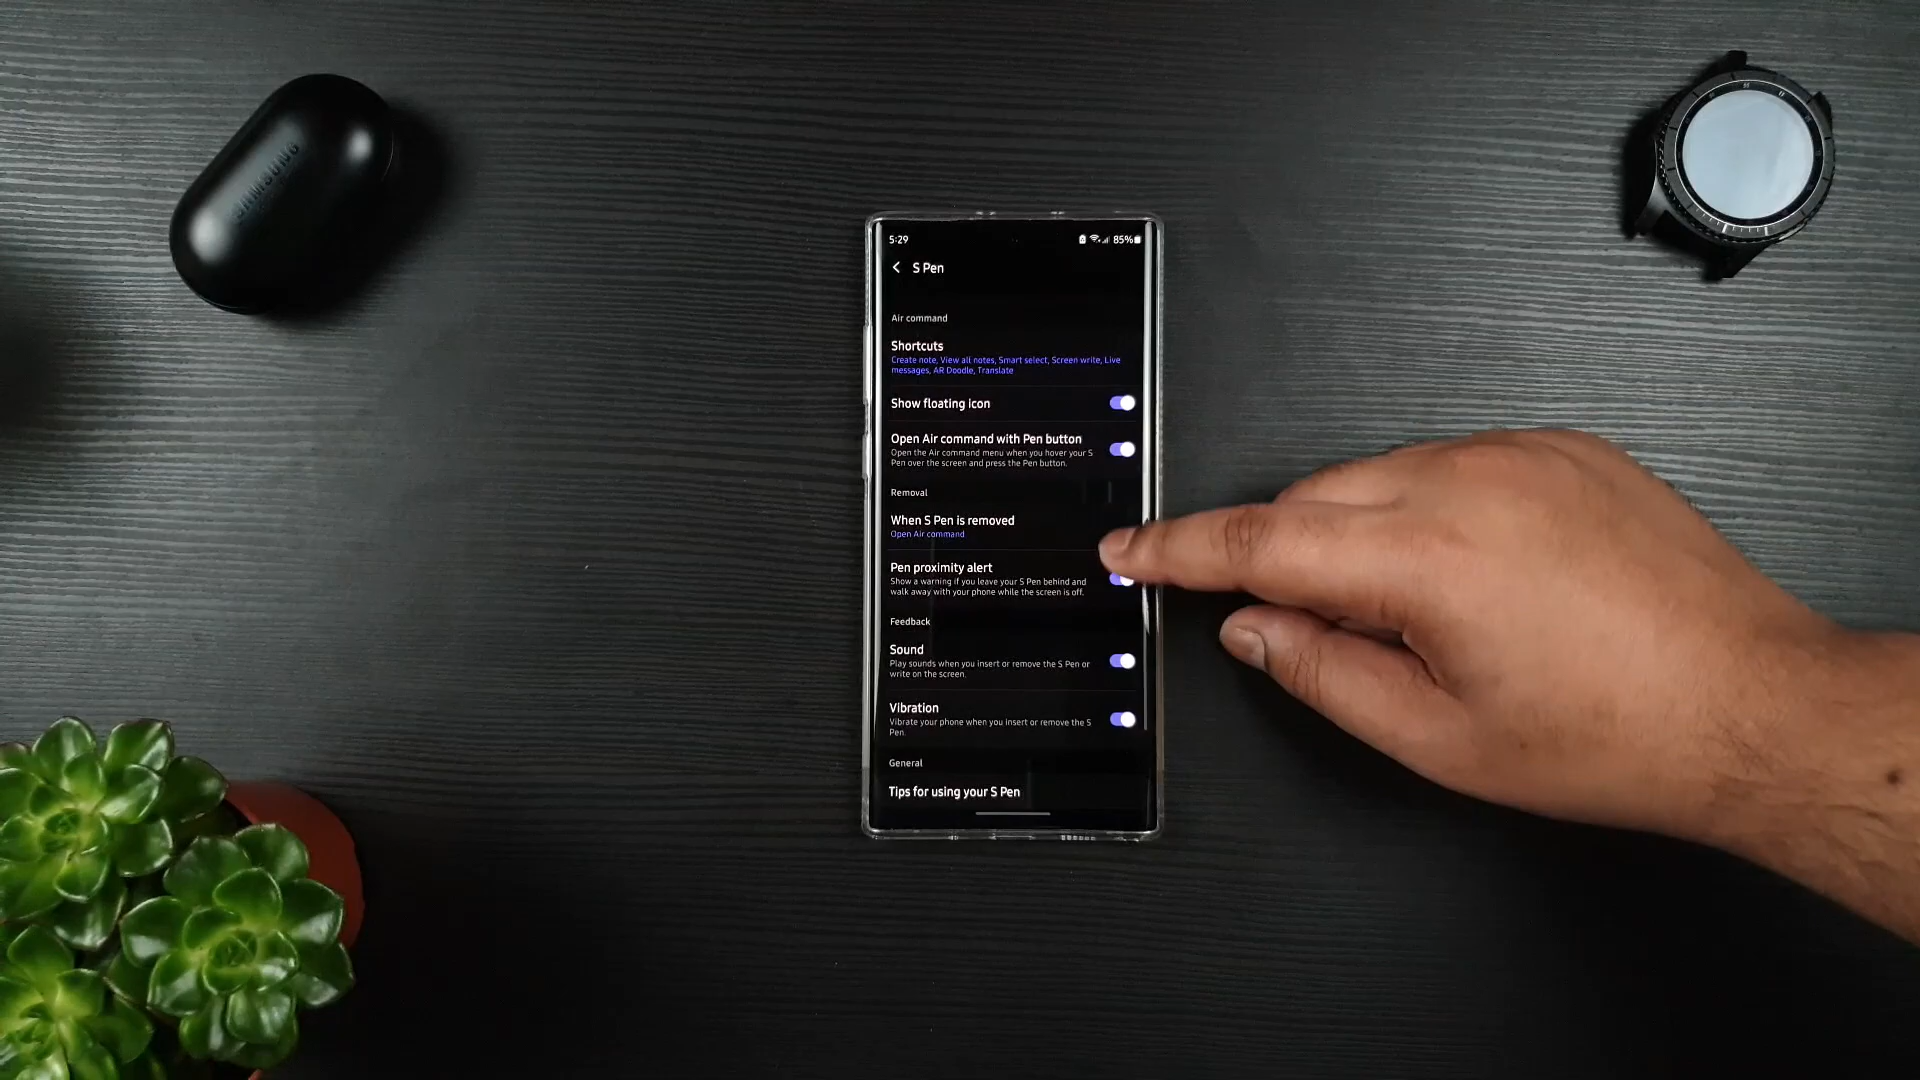 SAMSUNG
5:29
85%
S Pen
Air command
Shortcuts
Create note, View all notes, Smart select, Screen write, Live
messages, AR Doodle, Translate
Show floating icon
Open Air command with Pen button
Open the Air command menu when you hover your S
Pen over the screen and press the Pen button.
Removal
When S Pen is removed
Open Air command
Pen proximity alert
Show a warning if you leave your S Pen behind and
walk away with your phone while the screen is off.
Feedback
Sound
Play sounds when you insert or remove the S Pen or
write on the screen.
Vibration
Vibrate your phone when you insert or remove the S
Pen.
General
Tips for using your S Pen